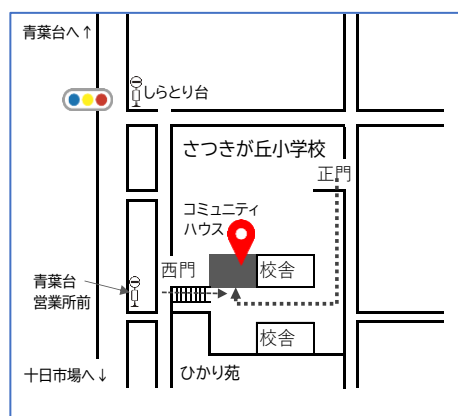 青葉台へ↑
しらとり台
さつきが丘小学校
正門
コミュニティ
ハウス
西門
校舎
青葉台
営業所前
校舎
十日市場へ↓
ひかり苑